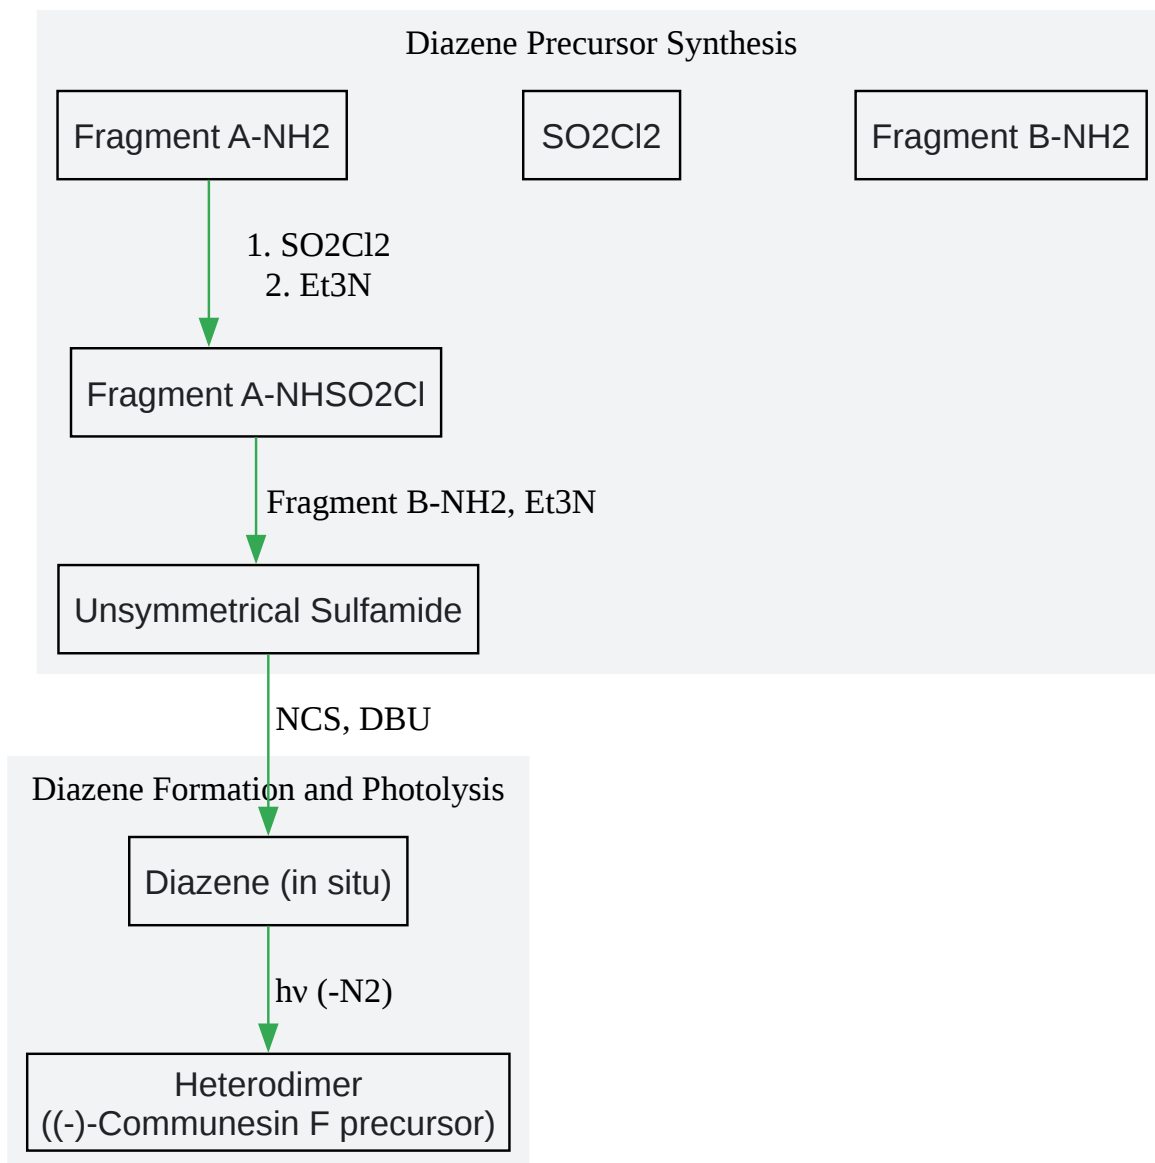 Diazene Precursor Synthesis
Fragment A-NH2
SO2Cl2
Fragment B-NH2
1. SO2Cl2
2. Et3N
Fragment A-NHSO2Cl
Fragment B-NH2, Et3N
Unsymmetrical Sulfamide
NCS, DBU
Diazene Formation and Photolysis
Diazene (in situ)
hν (-N2)
Heterodimer
((-)-Communesin F precursor)